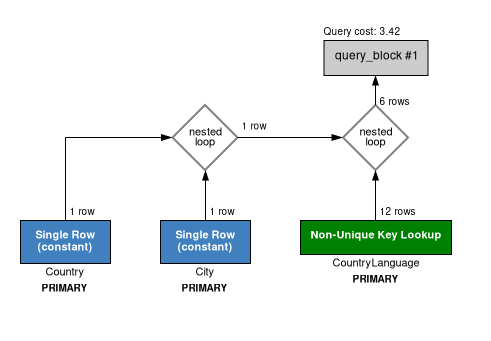 Query cost: 3.42
query_block #1
6 rows
nested
loop
1 row
nested
loop
1 row
1 row
12 rows
Single Row
(constant)
Single Row
(constant)
Non-Unique Key Lookup
Country
City
CountryLanguage
PRIMARY
PRIMARY
PRIMARY